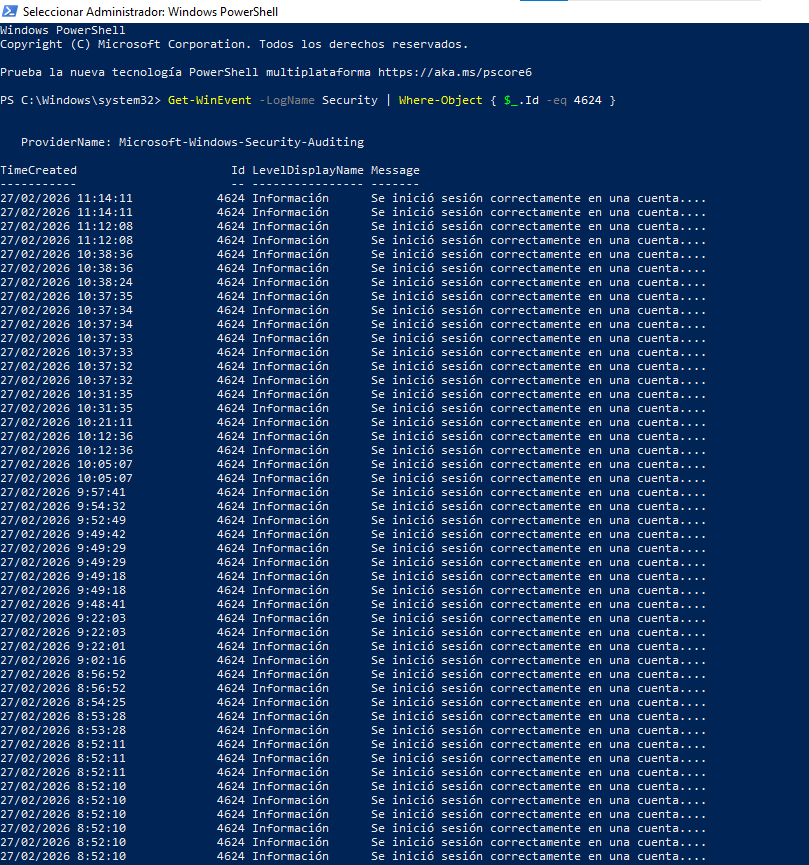 Seleccionar Administrador: Windows PowerShell
Windows PowerShell
Copyright (C) Microsoft Corporation. Todos los derechos reservados.
Prueba la nueva tecnología PowerShell multiplataforma https://aka.ms/pscore6
PS C:\Windows\system32> Get-WinEvent -LogName Security | Where-Object { $_.Id -eq 4624 }
ProviderName: Microsoft-Windows-Security-Auditing
TimeCreated Id LevelDisplayName Message
----------- -- ---------------- -------
27/02/2026 11:14:11 4624 Información Se inició sesión correctamente en una cuenta....
27/02/2026 11:14:11 4624 Información Se inició sesión correctamente en una cuenta....
27/02/2026 11:12:08 4624 Información Se inició sesión correctamente en una cuenta....
27/02/2026 11:12:08 4624 Información Se inició sesión correctamente en una cuenta....
27/02/2026 10:38:36 4624 Información Se inició sesión correctamente en una cuenta....
27/02/2026 10:38:36 4624 Información Se inició sesión correctamente en una cuenta....
27/02/2026 10:38:24 4624 Información Se inició sesión correctamente en una cuenta....
27/02/2026 10:37:35 4624 Información Se inició sesión correctamente en una cuenta....
27/02/2026 10:37:34 4624 Información Se inició sesión correctamente en una cuenta....
27/02/2026 10:37:34 4624 Información Se inició sesión correctamente en una cuenta....
27/02/2026 10:37:33 4624 Información Se inició sesión correctamente en una cuenta....
27/02/2026 10:37:33 4624 Información Se inició sesión correctamente en una cuenta....
27/02/2026 10:37:32 4624 Información Se inició sesión correctamente en una cuenta....
27/02/2026 10:37:32 4624 Información Se inició sesión correctamente en una cuenta....
27/02/2026 10:31:35 4624 Información Se inició sesión correctamente en una cuenta....
27/02/2026 10:31:35 4624 Información Se inició sesión correctamente en una cuenta....
27/02/2026 10:21:11 4624 Información Se inició sesión correctamente en una cuenta....
27/02/2026 10:12:36 4624 Información Se inició sesión correctamente en una cuenta....
27/02/2026 10:12:36 4624 Información Se inició sesión correctamente en una cuenta....
27/02/2026 10:05:07 4624 Información Se inició sesión correctamente en una cuenta....
27/02/2026 10:05:07 4624 Información Se inició sesión correctamente en una cuenta....
27/02/2026 9:57:41 4624 Información Se inició sesión correctamente en una cuenta....
27/02/2026 9:54:32 4624 Información Se inició sesión correctamente en una cuenta....
27/02/2026 9:52:49 4624 Información Se inició sesión correctamente en una cuenta....
27/02/2026 9:49:42 4624 Información Se inició sesión correctamente en una cuenta....
27/02/2026 9:49:29 4624 Información Se inició sesión correctamente en una cuenta....
27/02/2026 9:49:29 4624 Información Se inició sesión correctamente en una cuenta....
27/02/2026 9:49:18 4624 Información Se inició sesión correctamente en una cuenta....
27/02/2026 9:49:18 4624 Información Se inició sesión correctamente en una cuenta....
27/02/2026 9:48:41 4624 Información Se inició sesión correctamente en una cuenta....
27/02/2026 9:22:03 4624 Información Se inició sesión correctamente en una cuenta....
27/02/2026 9:22:03 4624 Información Se inició sesión correctamente en una cuenta....
27/02/2026 9:22:01 4624 Información Se inició sesión correctamente en una cuenta....
27/02/2026 9:02:16 4624 Información Se inició sesión correctamente en una cuenta....
27/02/2026 8:56:52 4624 Información Se inició sesión correctamente en una cuenta....
27/02/2026 8:56:52 4624 Información Se inició sesión correctamente en una cuenta....
27/02/2026 8:54:25 4624 Información Se inició sesión correctamente en una cuenta....
27/02/2026 8:53:28 4624 Información Se inició sesión correctamente en una cuenta....
27/02/2026 8:53:28 4624 Información Se inició sesión correctamente en una cuenta....
27/02/2026 8:52:11 4624 Información Se inició sesión correctamente en una cuenta....
27/02/2026 8:52:11 4624 Información Se inició sesión correctamente en una cuenta....
27/02/2026 8:52:11 4624 Información Se inició sesión correctamente en una cuenta....
27/02/2026 8:52:10 4624 Información Se inició sesión correctamente en una cuenta....
27/02/2026 8:52:10 4624 Información Se inició sesión correctamente en una cuenta....
27/02/2026 8:52:10 4624 Información Se inició sesión correctamente en una cuenta....
27/02/2026 8:52:10 4624 Información Se inició sesión correctamente en una cuenta....
27/02/2026 8:52:10 4624 Información Se inició sesión correctamente en una cuenta....
27/02/2026 8:52:10 4624 Información Se inició sesión correctamente en una cuenta....